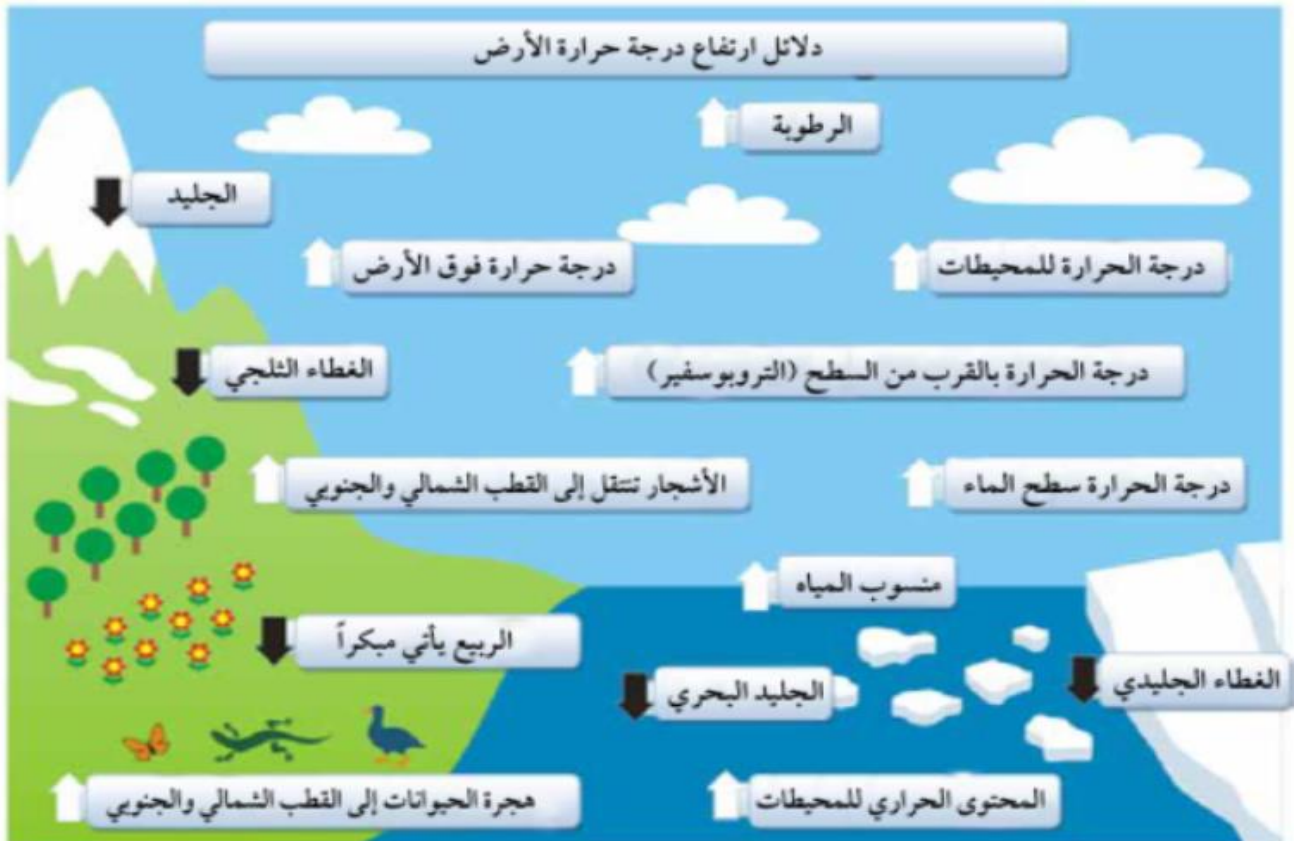 دلائل ارتفاع درجة حرارة الأرض
الرطوبة
الجليد
درجة الحرارة للمحيطات
درجة حرارة فوق الأرض
درجة الحرارة بالقرب من السطح (التروبوسفير)
الغطاء الثلجي
درجة الحرارة سطح الماء
الأشجار تنتقل إلى القطب الشمالي والجنوبي
منسوب المياه
الربيع يأتي مبكراً
الغطاء الجليدي
الجليد البحري
المحتوى الحراري للمحيطات
هجرة الحيوانات إلى القطب الشمالي والجنوبي